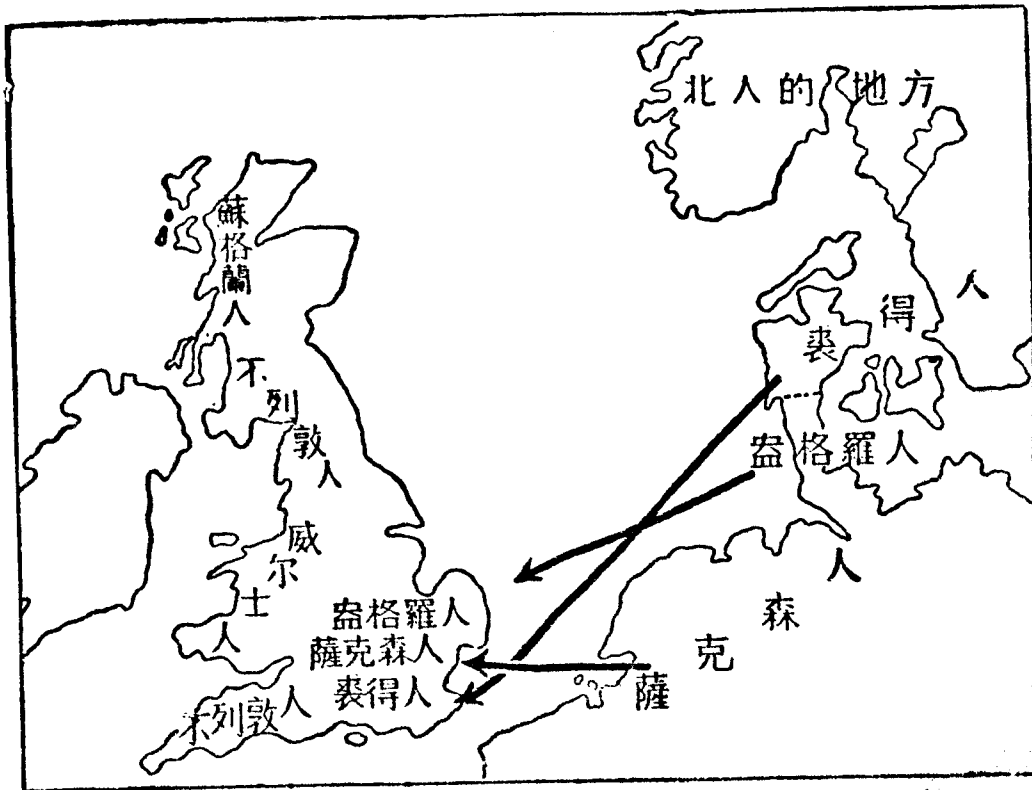 北人的地方
蘇格蘭人
裘得人
不列敦人
盎格羅人
威尔士人
盎格羅人
薩克森人
裘得人
薩克森人
不列敦人